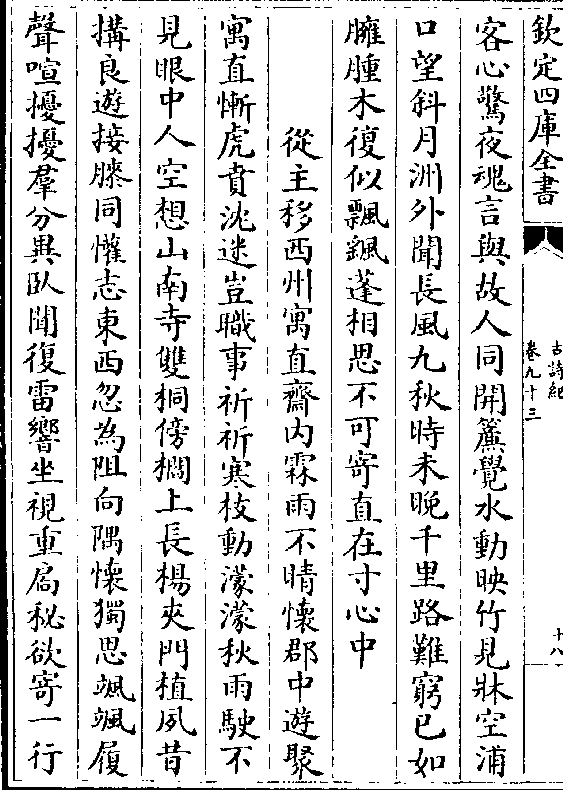 欽定四庫全書
古詩紀
卷九十三
十八
客心驚夜魂言與故人同開簾覺水動映竹見牀空浦
口望斜月洲外聞長風九秋時未晚千里路難窮已如
臃腫木復似飄颻蓬相思不可寄直在寸心中
從主移西州寓直齋内霖雨不晴懷郡中遊聚
寓直慚虎賁沈迷豈職事祈祈寒枝動濛濛秋雨駛不
見眼中人空想山南寺雙桐傍櫩上長楊夾門植夙昔
搆良遊接膝同懽志東西忽為阻向隅懷獨思颯颯履
聲喧擾擾羣分異臥聞復雷響坐視重扄秘欲寄一行